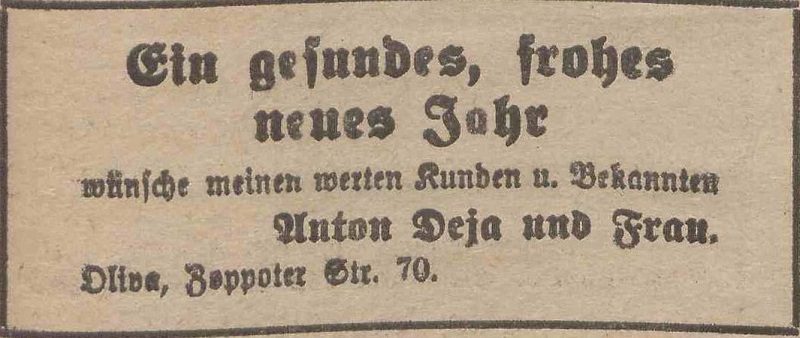 Ein gesundes, frohes
neues Jahr
wünsche meinen werten Kunden u. Bekannten
Anton Deja und Frau.
Oliva, Zoppoter Str. 70.